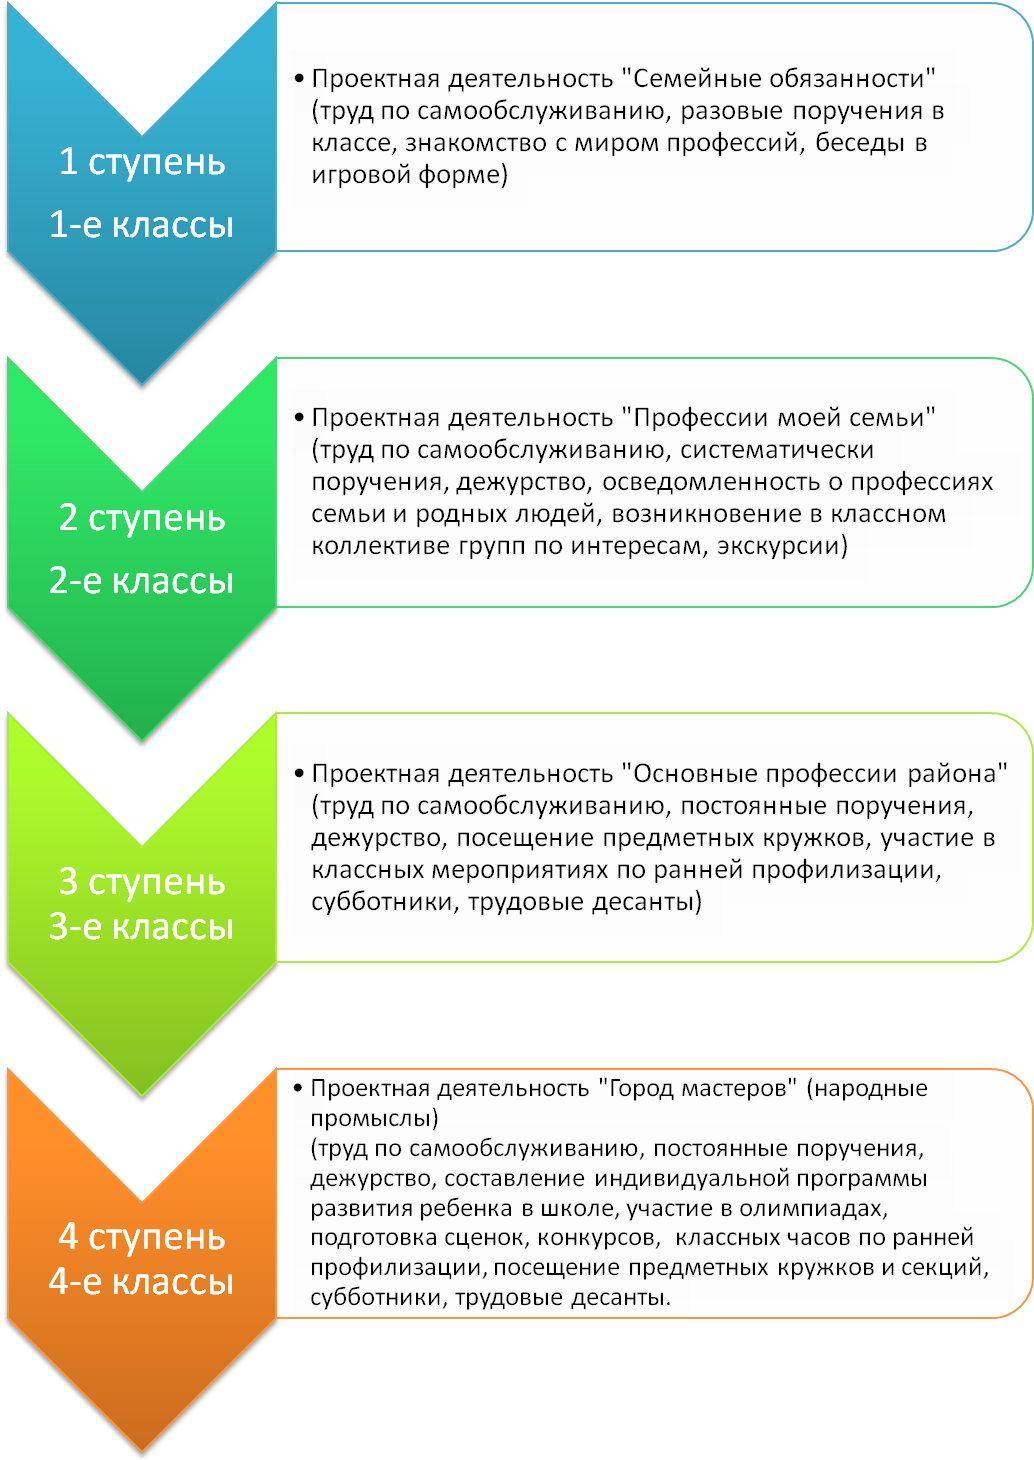 1 ступень
1-е классы
• Проектная деятельность "Семейные обязанности"
(труд по самообслуживанию, разовые поручения в
классе, знакомство с миром профессий, беседы в
игровой форме)
2 ступень
2-е классы
• Проектная деятельность "Профессии моей семьи"
(труд по самообслуживанию, систематически
поручения, дежурство, осведомленность о профессиях
семьи и родных людей, возникновение в классном
коллективе групп по интересам, экскурсии)
3 ступень
3-е классы
• Проектная деятельность "Основные профессии района"
(труд по самообслуживанию, постоянные поручения,
дежурство, посещение предметных кружков, участие в
классных мероприятиях по ранней профилизации,
субботники, трудовые десанты)
4 ступень
4-е классы
• Проектная деятельность "Город мастеров" (народные
промыслы)
(труд по самообслуживанию, постоянные поручения,
дежурство, составление индивидуальной программы
развития ребенка в школе, участие в олимпиадах,
подготовка сценок, конкурсов,  классных часов по ранней
профилизации, посещение предметных кружков и секций,
субботники, трудовые десанты.